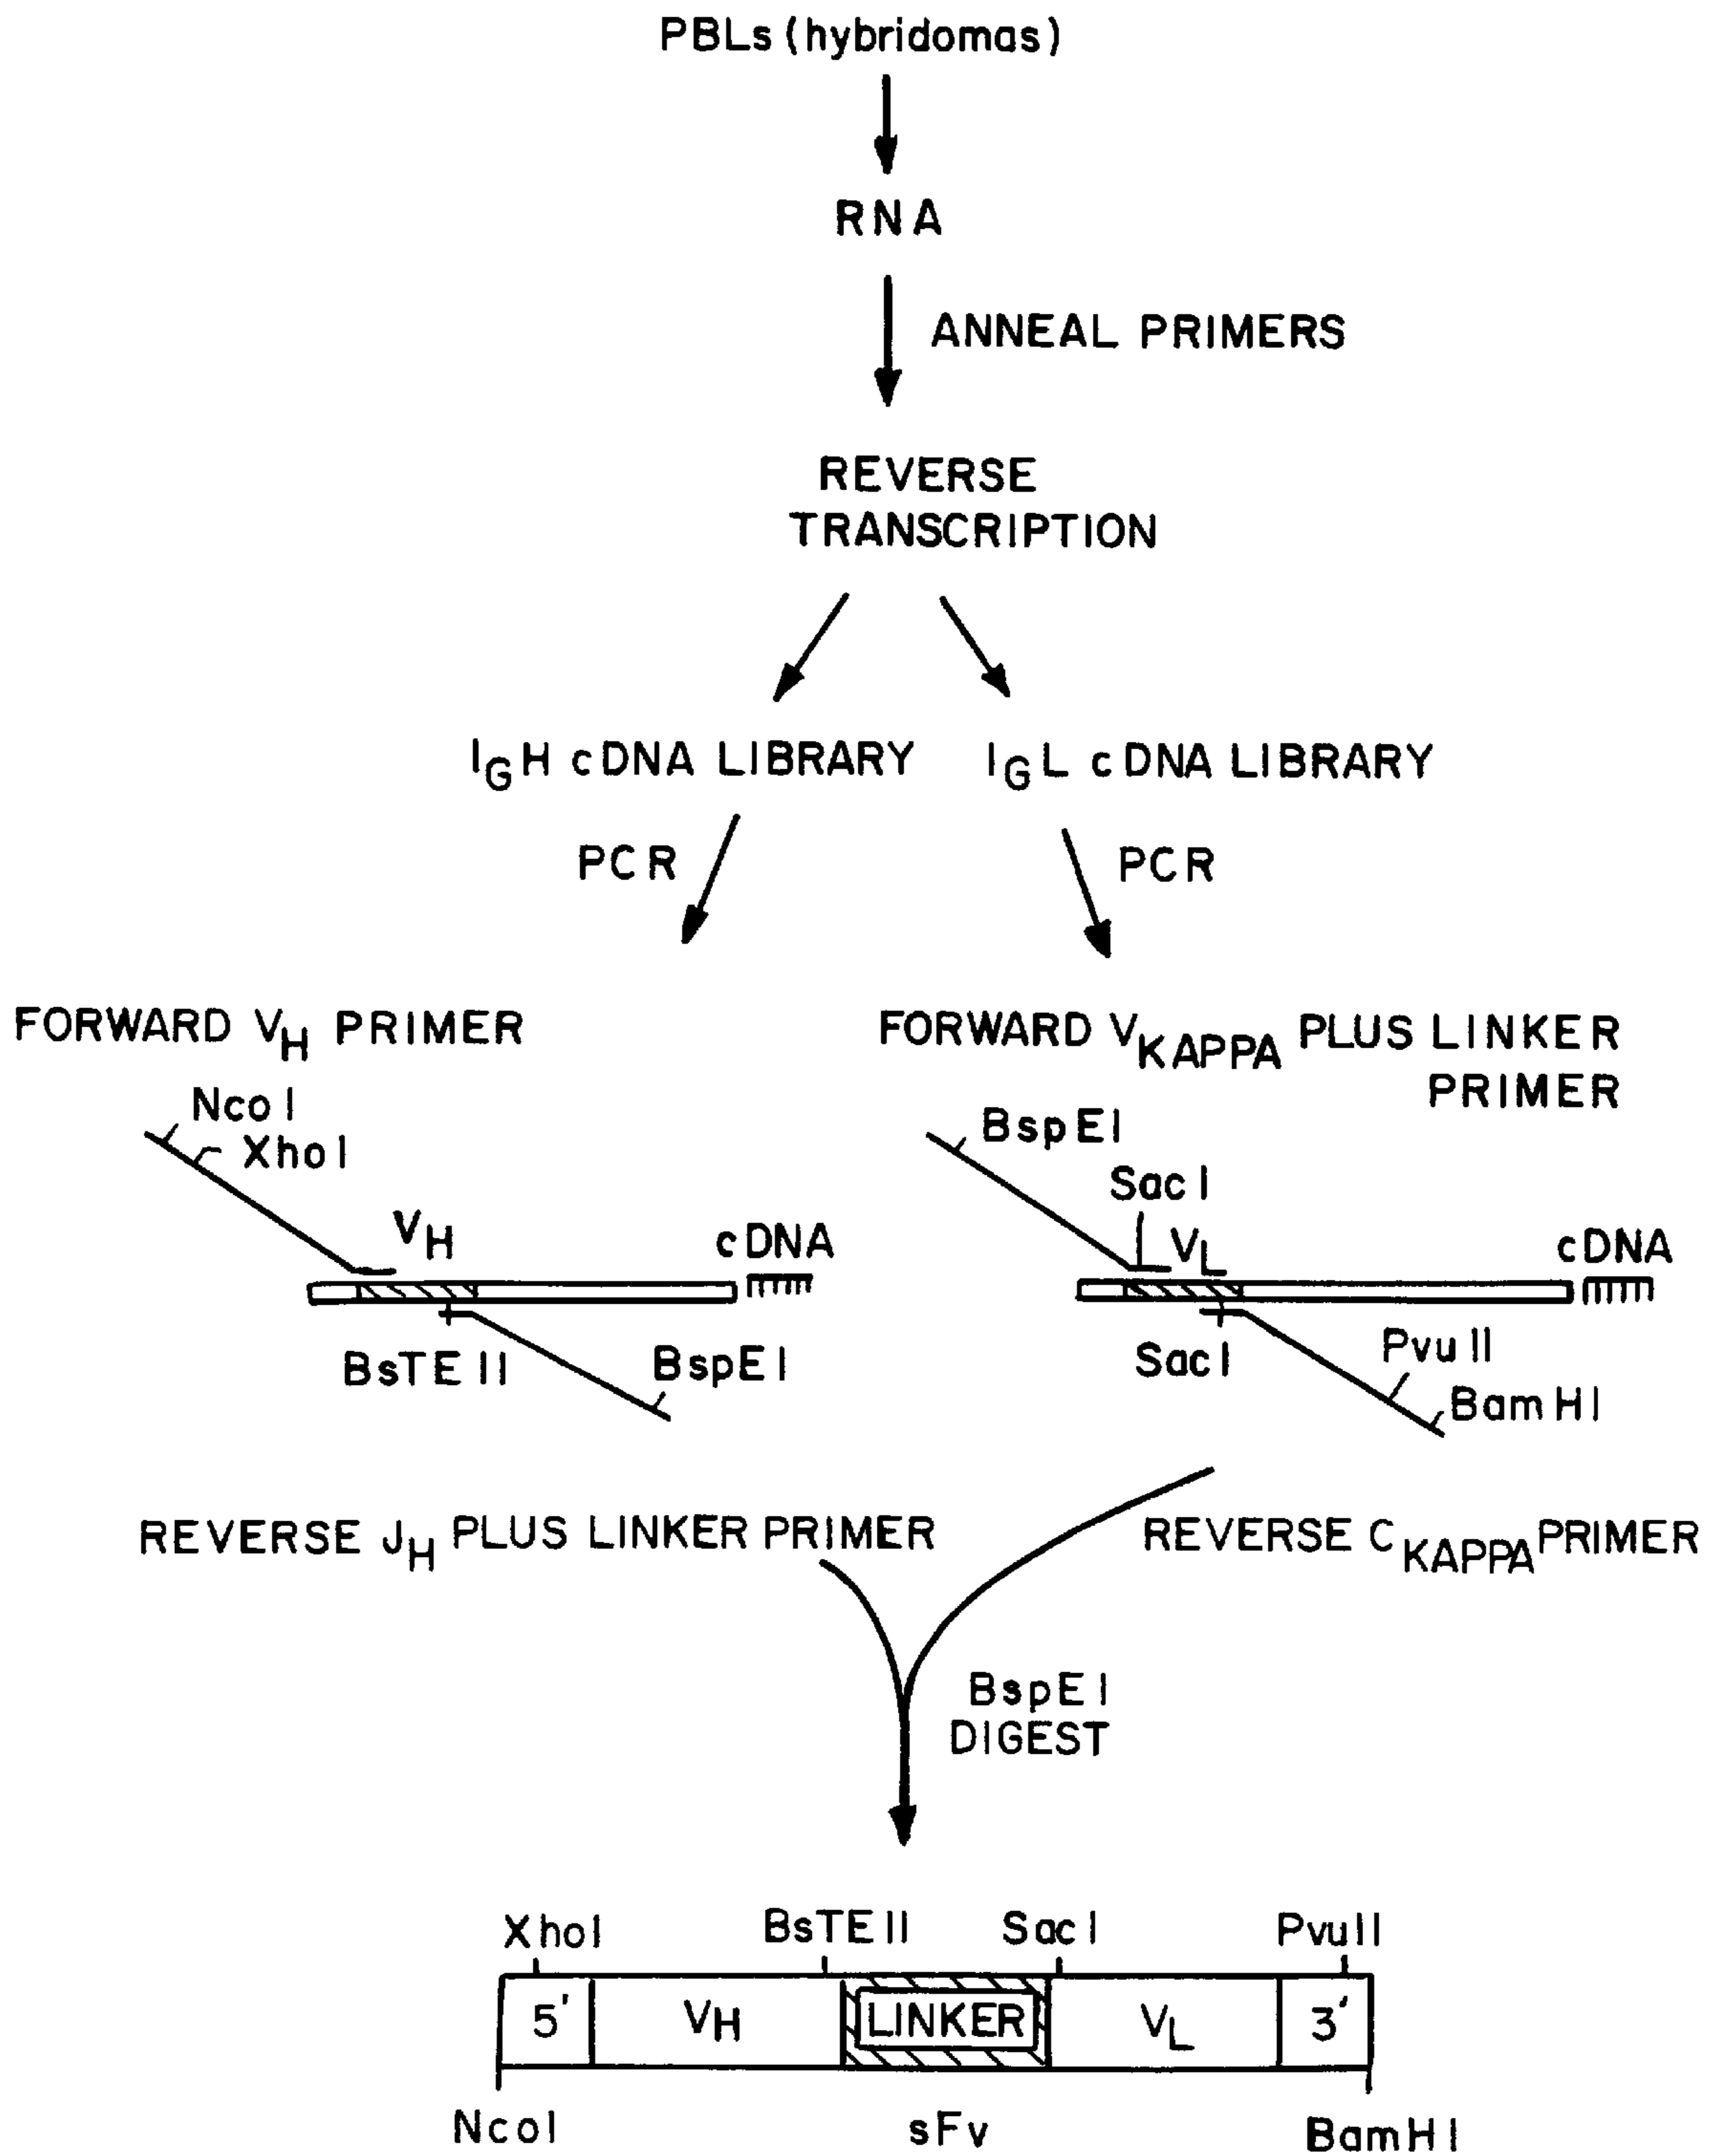 PBLs (hybridomas)
RNA
ANNEAL PRIMERS
REVERSE
TRANSCRIPTION
IGH cDNA LIBRARY
IGL cDNA LIBRARY
PCR
PCR
FORWARD VH PRIMER
FORWARD VKAPPA PLUS LINKER
PRIMER
NcoI
XhoI
BspEI
SacI
VH
cDNA
VL
cDNA
BsTEII
BspEI
SacI
PvuII
BamHI
REVERSE JH PLUS LINKER PRIMER
REVERSE CKAPPA PRIMER
BspEI
DIGEST
XhoI
BsTEII
SacI
PvuII
5'
VH
LINKER
VL
3'
NcoI
sFv
BamHI